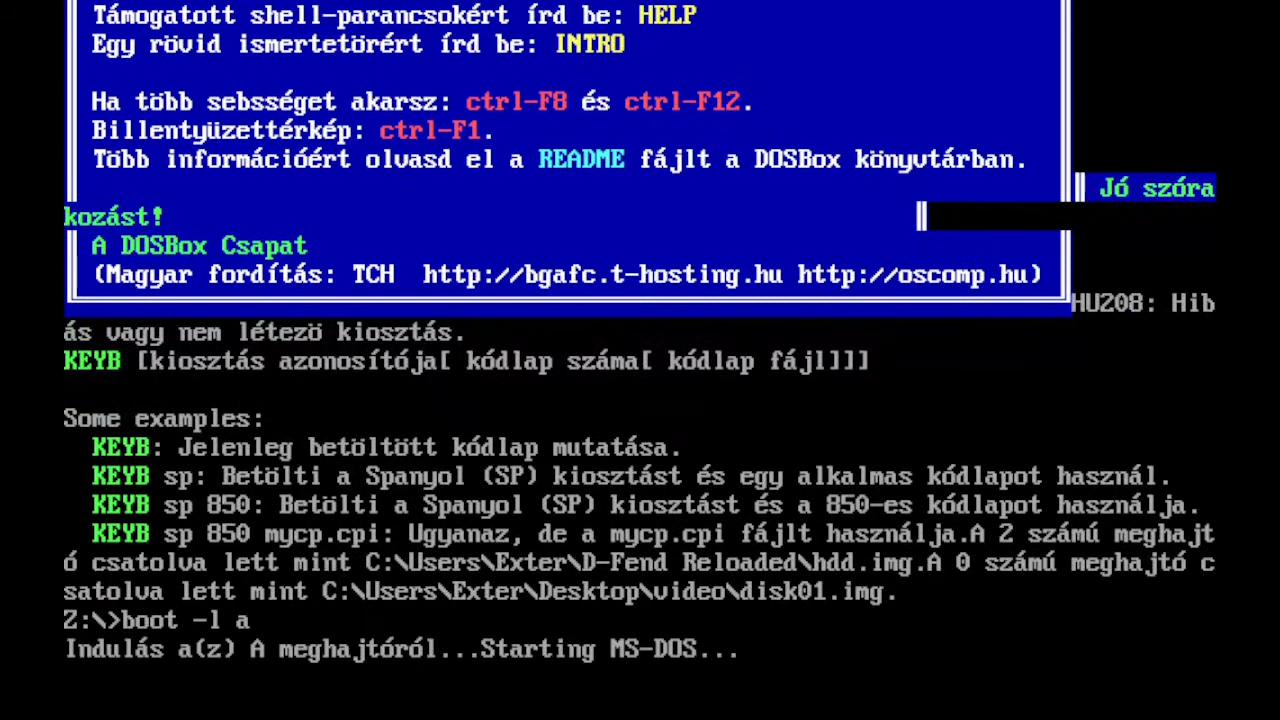 Támogatott shell-parancsokért írd be: HELP
Egy rövid ismertetörért írd be: INTRO
Ha több sebsséget akarsz: ctrl-F8 és ctrl-F12.
Billentyüzettérkép: ctrl-F1.
Több információért olvasd el a README fájlt a DOSBox könyvtárban.
Jó szóra
kozást!
A DOSBox Csapat
(Magyar fordítás: TCH  http://bgafc.t-hosting.hu http://oscomp.hu)
HU208: Hib
ás vagy nem létezö kiosztás.
KEYB [kiosztás azonosítója[ kódlap száma[ kódlap fájl]]]
Some examples:
KEYB: Jelenleg betöltött kódlap mutatása.
KEYB sp: Betölti a Spanyol (SP) kiosztást és egy alkalmas kódlapot használ.
KEYB sp 850: Betölti a Spanyol (SP) kiosztást és a 850-es kódlapot használja.
KEYB sp 850 mycp.cpi: Ugyanaz, de a mycp.cpi fájlt használja.A 2 számú meghajt
ó csatolva lett mint C:\Users\Exter\D-Fend Reloaded\hdd.img.A 0 számú meghajtó c
satolva lett mint C:\Users\Exter\Desktop\video\disk01.img.
Z:\>boot -l a
Indulás a(z) A meghajtóról...Starting MS-DOS...